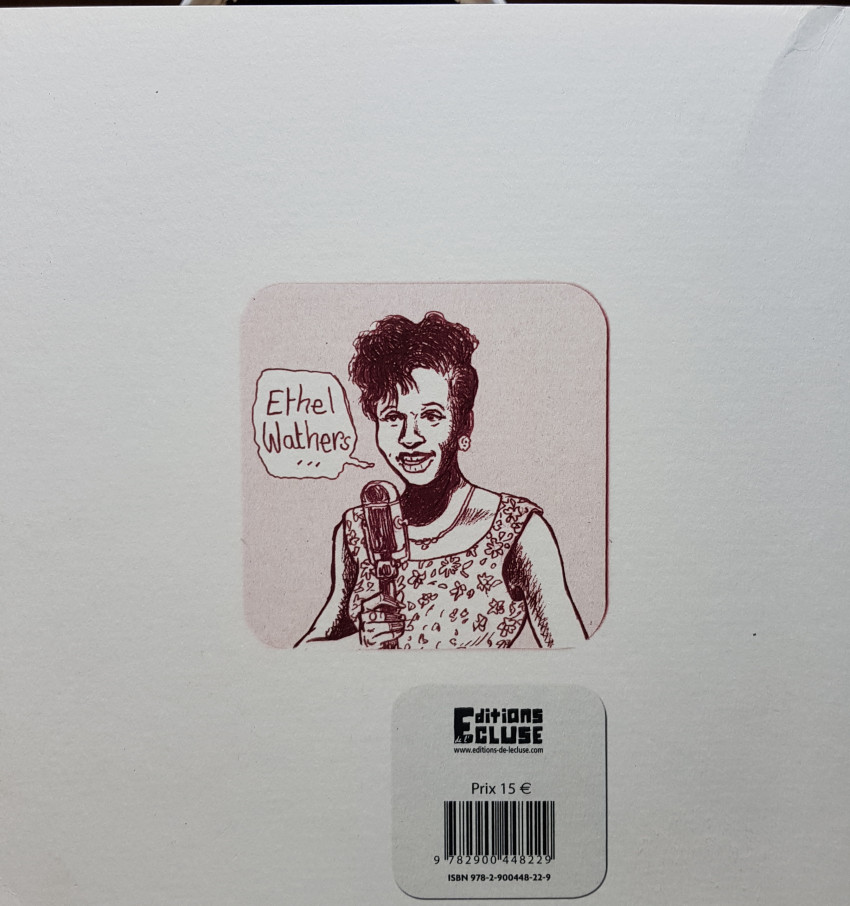 Ethel
Wathers
...
Editions
de l'Ecluse
www.editions-de-lecluse.com
Prix 15 €
9 782900 448229
ISBN 978-2-900448-22-9